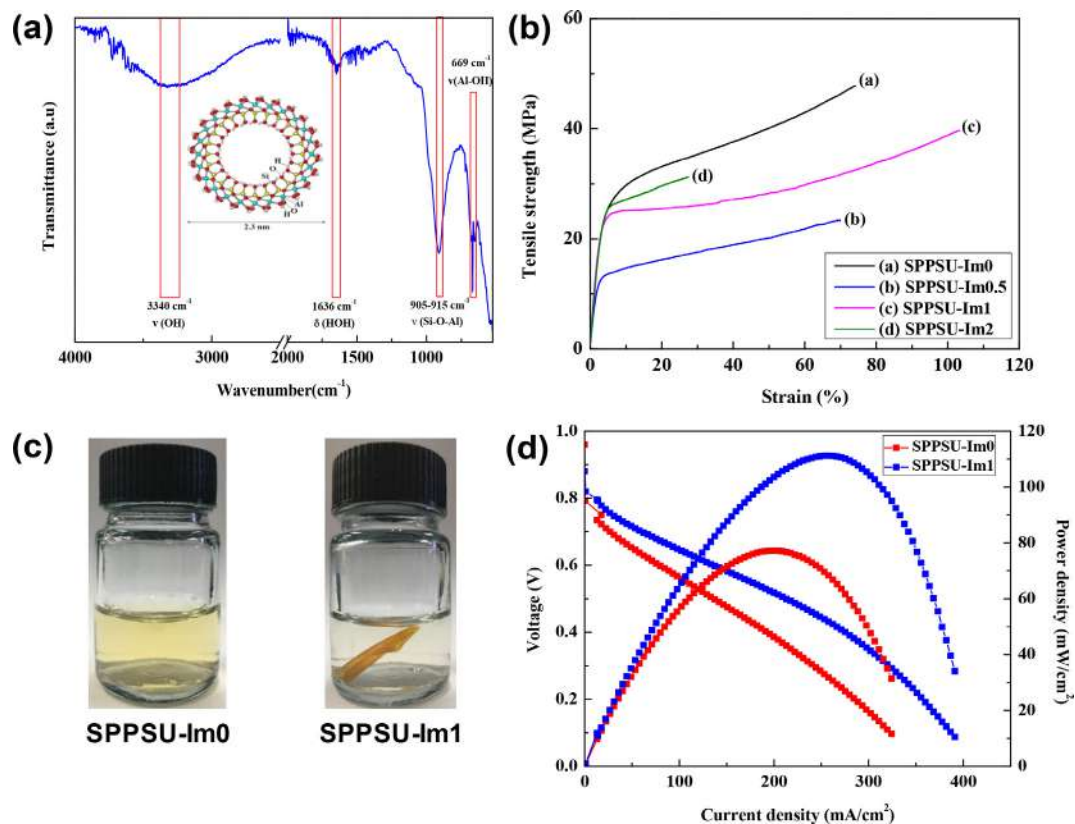 (a)
Transmittance (a.u)
669 cm-1
ν(Al-OH)
H
O
Si
Al
O
H
2.3 nm
3340 cm-1
ν (OH)
1636 cm-1
δ (HOH)
905-915 cm-1
ν (Si-O-Al)
4000 3000 2000 1500 1000
Wavenumber(cm-1)
(b)
Tensile strength (MPa)
60
40
20
0
(a)
(c)
(d)
(b)
(a) SPPSU-Im0
(b) SPPSU-Im0.5
(c) SPPSU-Im1
(d) SPPSU-Im2
0 20 40 60 80 100 120
Strain (%)
(c)
SPPSU-Im0 SPPSU-Im1
(d)
Voltage (V)
1.0
0.8
0.6
0.4
0.2
0.0
SPPSU-Im0
SPPSU-Im1
120
100
80
60
40
20
0
Power density (mW/cm2)
0 100 200 300 400
Current density (mA/cm2)